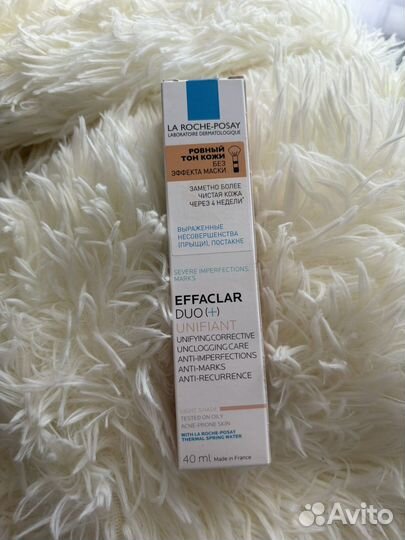 LA ROCHE-POSAY
LABORATOIRE DERMATOLOGIQUE
РОВНЫЙ
ТОН КОЖИ
БЕЗ
ЭФФЕКТА МАСКИ
ЗАМЕТНО БОЛЕЕ
ЧИСТАЯ КОЖА
ЧЕРЕЗ 4 НЕДЕЛИ*
ВЫРАЖЕННЫЕ
НЕСОВЕРШЕНСТВА
(ПРЫЩИ), ПОСТАКНЕ
SEVERE IMPERFECTIONS
MARKS
EFFACLAR
DUO(+)
UNIFIANT
UNIFYING CORRECTIVE
UNCLOGGING CARE
ANTI-IMPERFECTIONS
ANTI-MARKS
ANTI-RECURRENCE
LIGHT SHADE
TESTED ON OILY
ACNE-PRONE SKIN
WITH LA ROCHE-POSAY
THERMAL SPRING WATER
40 ml Made in France
Avito